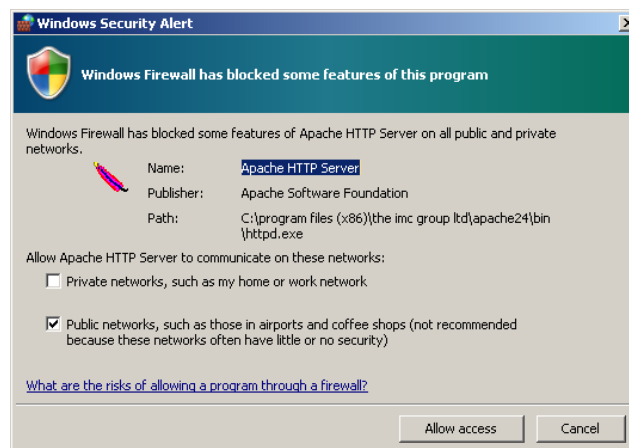 Windows Security Alert
Windows Firewall has blocked some features of this program
Windows Firewall has blocked some features of Apache HTTP Server on all public and private
networks.
Name: Apache HTTP Server
Publisher: Apache Software Foundation
Path: C:\program files (x86)\the imc group ltd\apache24\bin
\httpd.exe
Allow Apache HTTP Server to communicate on these networks:
Private networks, such as my home or work network
Public networks, such as those in airports and coffee shops (not recommended
because these networks often have little or no security)
What are the risks of allowing a program through a firewall?
Allow access Cancel